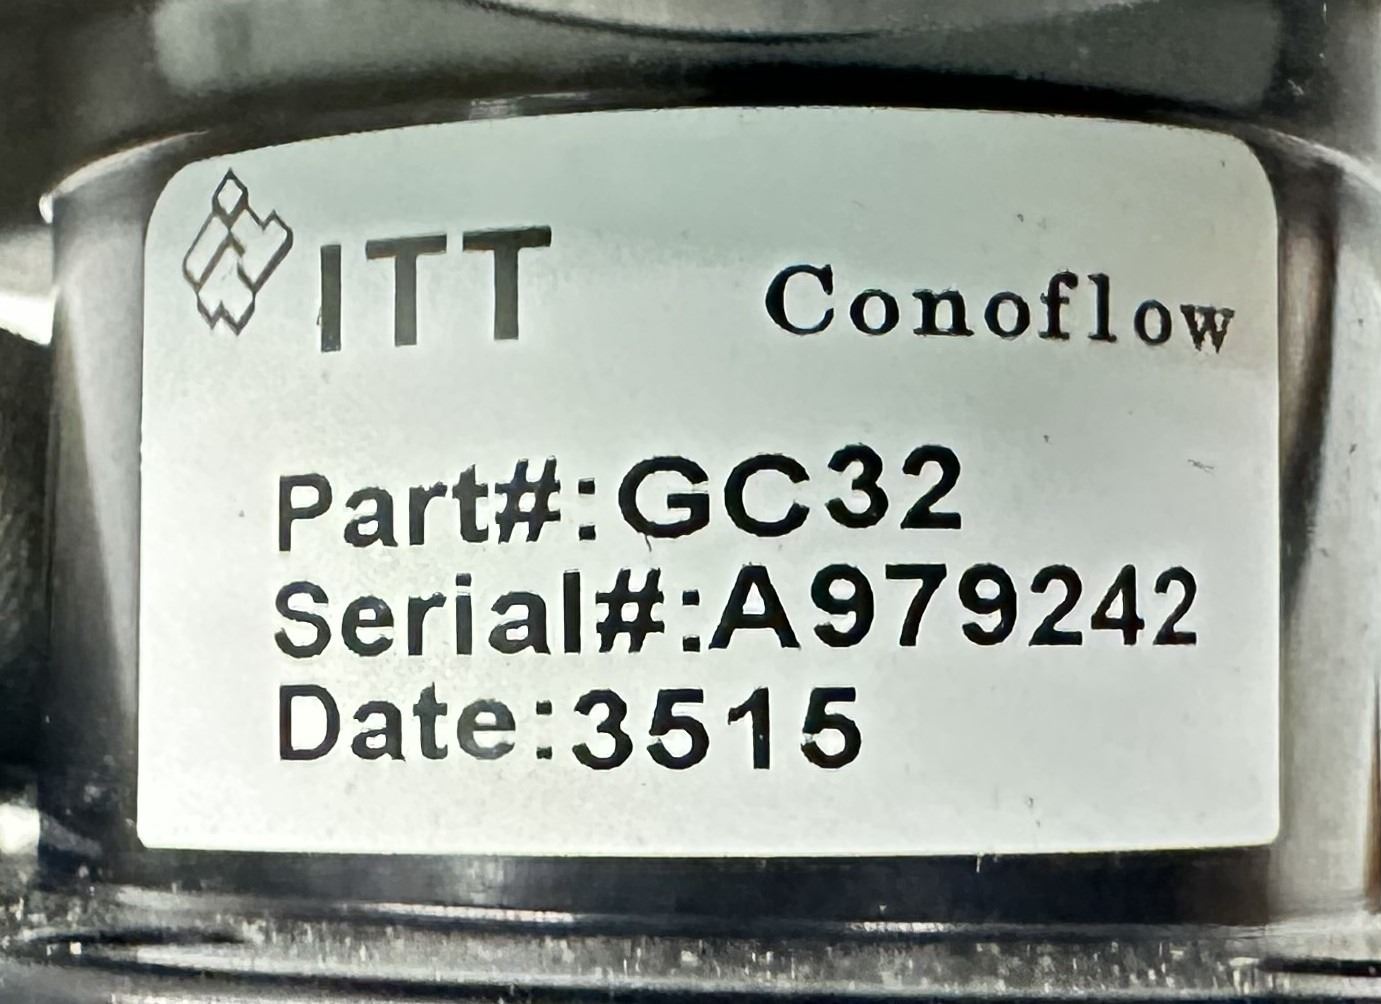 ITT Conoflow
Part#:GC32
Serial#:A979242
Date:3515